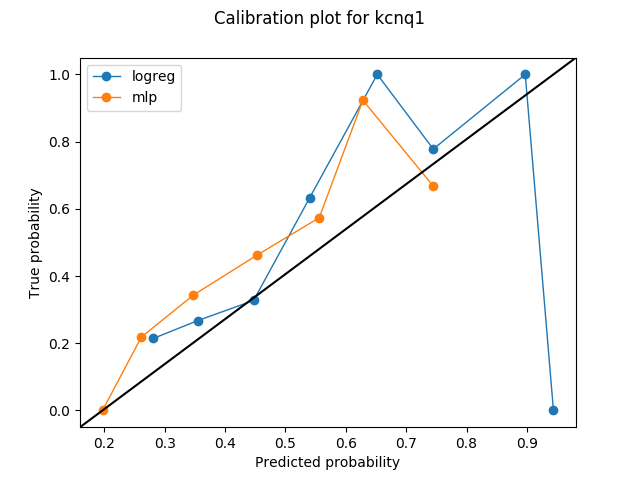 Calibration plot for kcnq1
logreg
mlp
True probability
1.0
0.8
0.6
0.4
0.2
0.0
0.2 0.3 0.4 0.5 0.6 0.7 0.8 0.9
Predicted probability